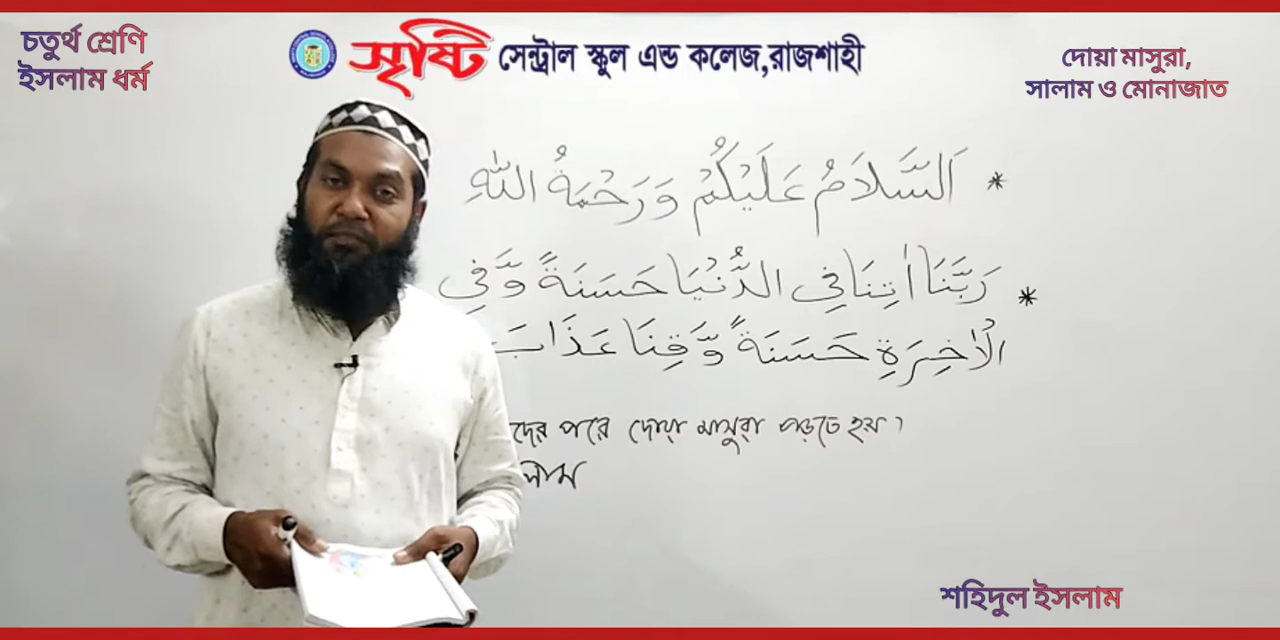 চতুর্থ শ্রেণি
ইসলাম ধর্ম
সৃষ্টি সেন্ট্রাল স্কুল এন্ড কলেজ,রাজশাহী
দোয়া মাসুরা,
সালাম ও মোনাজাত
* اَلسَّلَامُ عَلَيْكُمْ وَرَحْمَةُ اللّٰهِ
* رَبَّنَا اٰتِنَا فِي الدُّنْيَا حَسَنَةً وَّفِي
الْاٰخِرَةِ حَسَنَةً وَّقِنَا عَذَابَ
দের পরে দোয়া মাসুরা পড়তে হয়।
লাম
শহিদুল ইসলাম